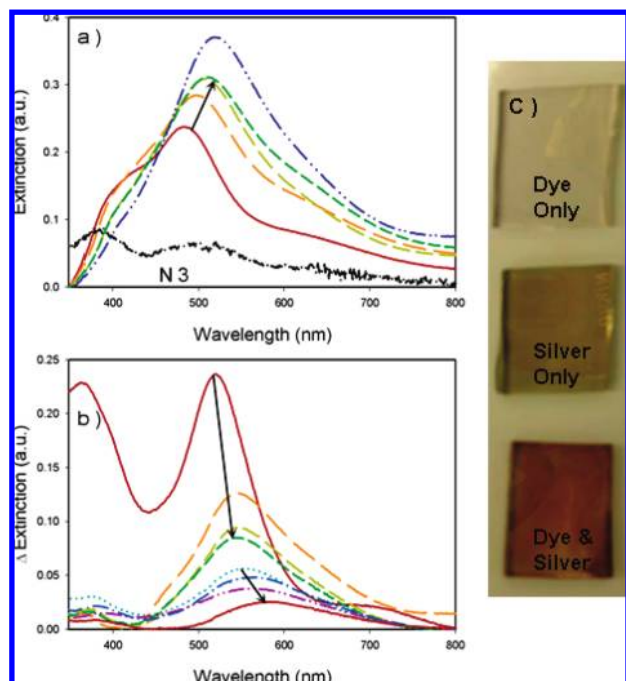 0.4
a )
0.3
0.2
0.1
0.0
Extinction (a.u.)
N 3
400 500 600 700 800
Wavelength (nm)
0.25
b )
0.20
0.15
0.10
0.05
0.00
Δ Extinction (a.u.)
400 500 600 700 800
Wavelength (nm)
C )
Dye
Only
Silver
Only
Dye &
Silver